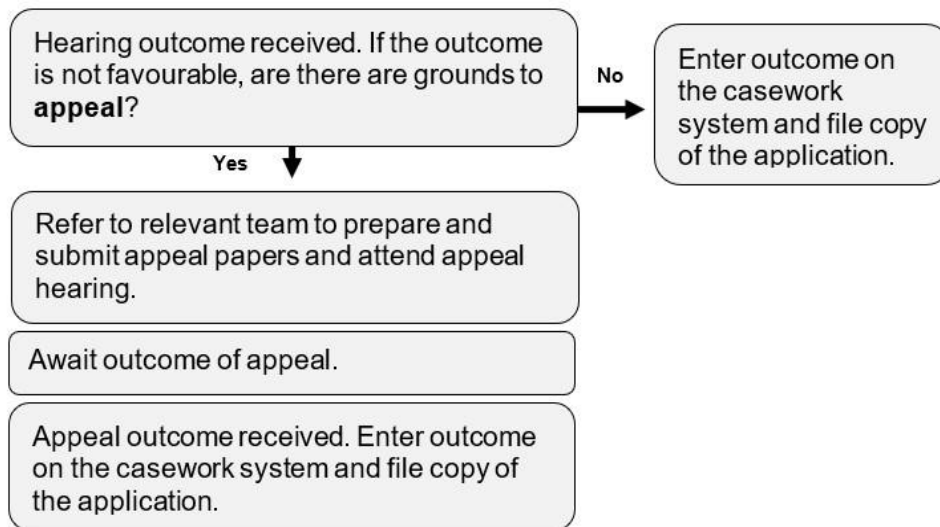 Hearing outcome received. If the outcome
is not favourable, are there are grounds to
appeal?
No
Enter outcome on
the casework
system and file copy
of the application.
Yes
Refer to relevant team to prepare and
submit appeal papers and attend appeal
hearing.
Await outcome of appeal.
Appeal outcome received. Enter outcome
on the casework system and file copy of
the application.